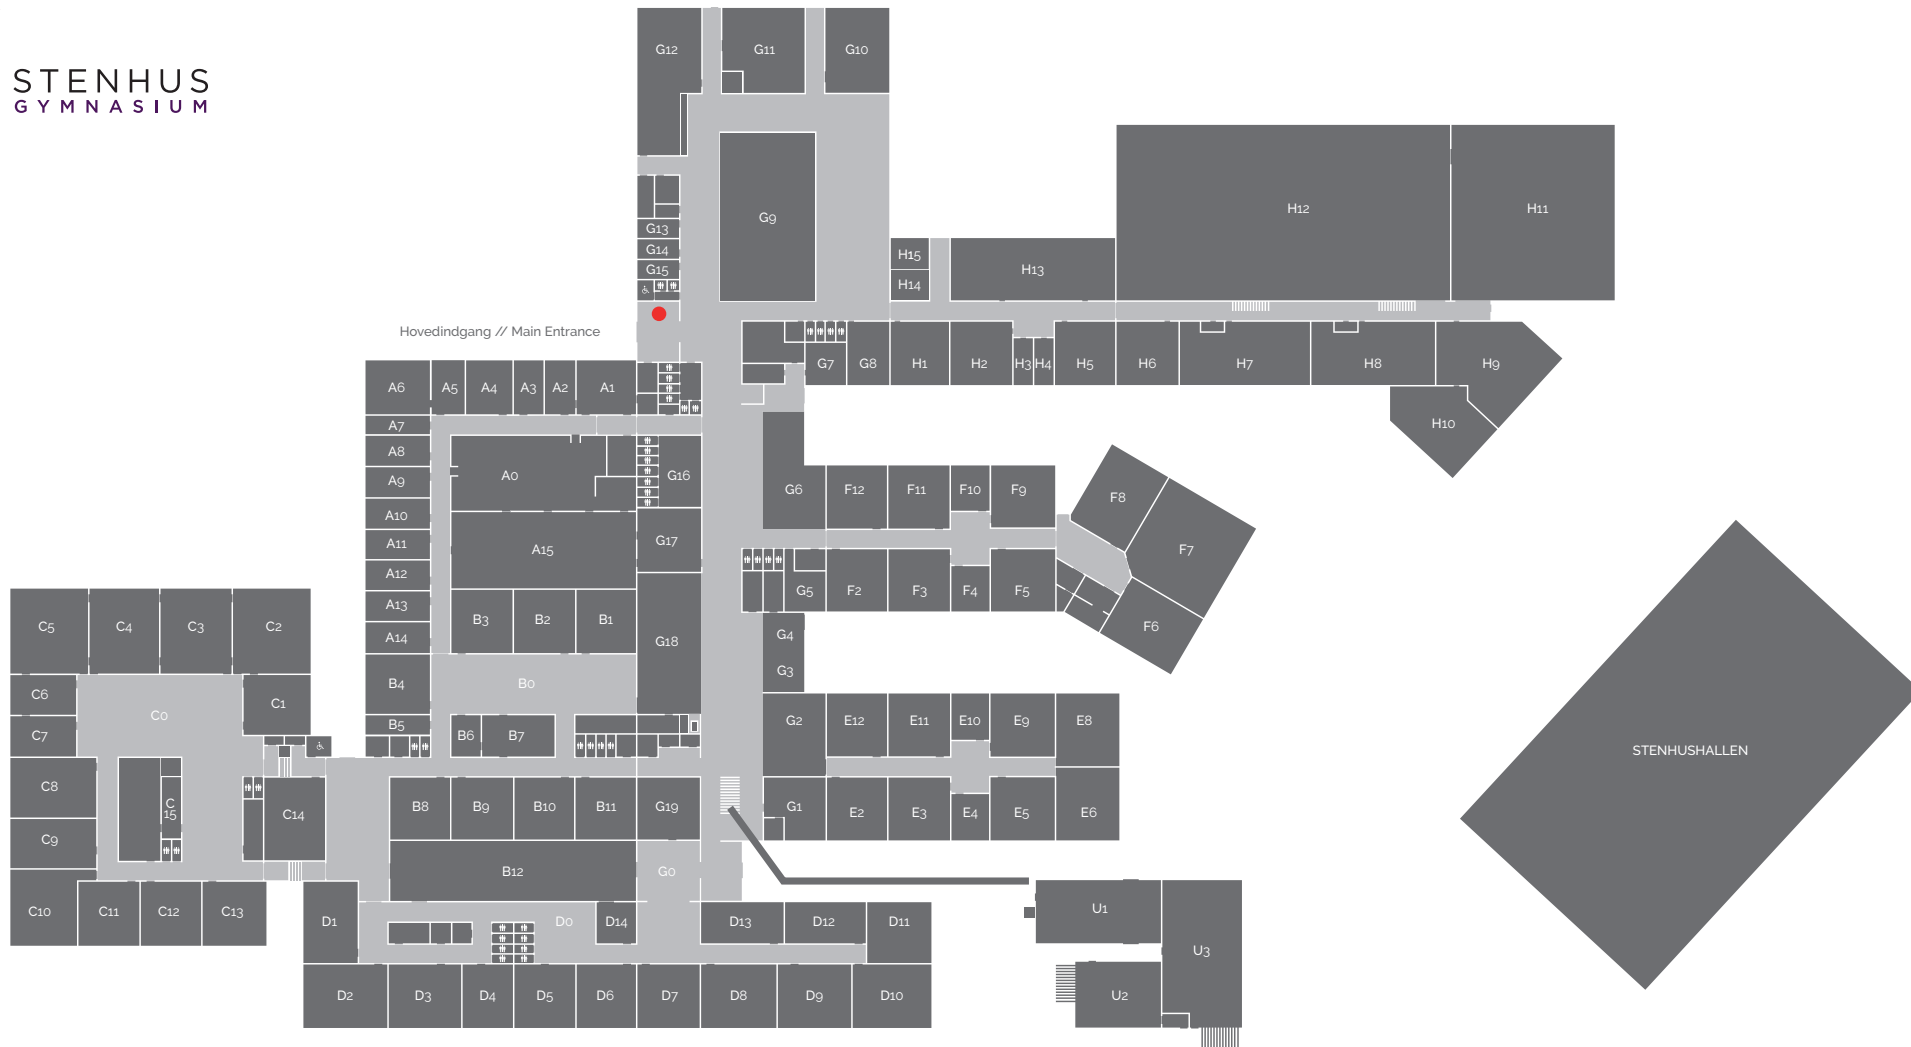 STENHUS
GYMNASIUM
G12
G11
G10
G9
G13
G14
G15
Hovedindgang // Main Entrance
H12
H11
H15
H14
H13
G7
G8
H1
H2
H3
H4
H5
H6
H7
H8
H9
H10
A6
A5
A4
A3
A2
A1
A7
A8
A9
A10
A11
A12
A13
A14
A0
A15
G16
G17
G18
B3
B2
B1
B4
B0
B5
B6
B7
G6
F12
F11
F10
F9
F8
F7
G5
F2
F3
F4
F5
F6
G4
G3
G2
E12
E11
E10
E9
E8
G1
E2
E3
E4
E5
E6
C5
C4
C3
C2
C6
C0
C1
C7
C8
C
15
C14
C9
C10
C11
C12
C13
B8
B9
B10
B11
G19
B12
G0
D1
D0
D14
D13
D12
D11
D2
D3
D4
D5
D6
D7
D8
D9
D10
U1
U3
U2
STENHUSHALLEN